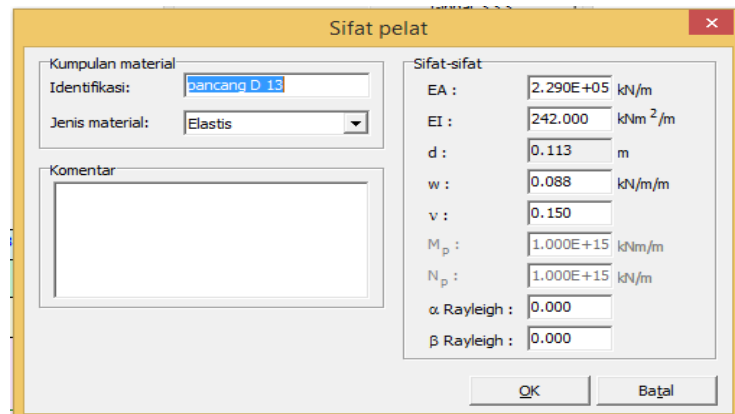 Sifat pelat
Kumpulan material
Identifikasi: pancang D 13
Jenis material: Elastis
Komentar
Sifat-sifat
EA : 2.290E+05 kN/m
EI : 242.000 kNm²/m
d : 0.113 m
w : 0.088 kN/m/m
ν : 0.150
Mp : 1.000E+15 kNm/m
Np : 1.000E+15 kN/m
α Rayleigh : 0.000
β Rayleigh : 0.000
OK
Batal